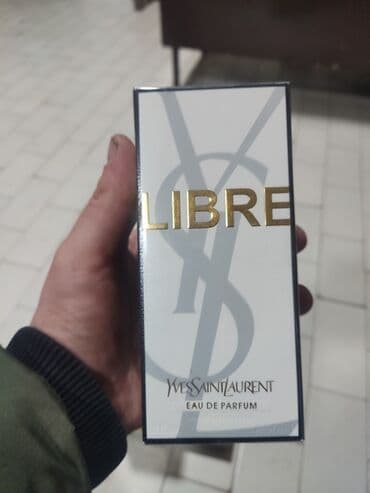 LIBRE
YVESSAINTLAURENT
EAU DE PARFUM